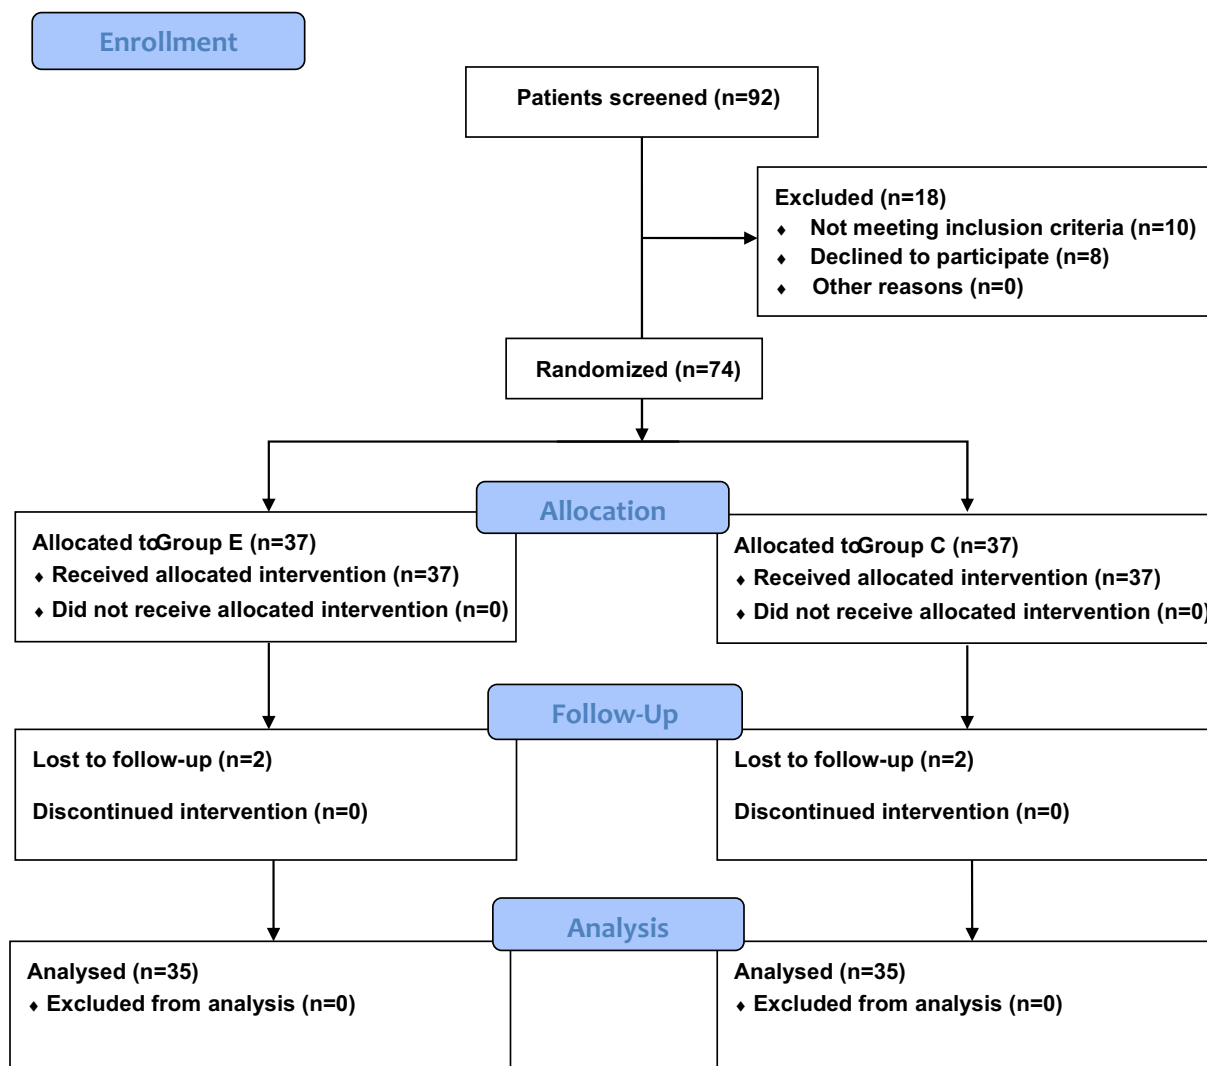 Enrollment
Patients screened (n=92)
Excluded (n=18)
♦ Not meeting inclusion criteria (n=10)
♦ Declined to participate (n=8)
♦ Other reasons (n=0)
Randomized (n=74)
Allocation
Allocated toGroup E (n=37)
♦ Received allocated intervention (n=37)
♦ Did not receive allocated intervention (n=0)
Allocated toGroup C (n=37)
♦ Received allocated intervention (n=37)
♦ Did not receive allocated intervention (n=0)
Follow-Up
Lost to follow-up (n=2)
Discontinued intervention (n=0)
Lost to follow-up (n=2)
Discontinued intervention (n=0)
Analysis
Analysed (n=35)
♦ Excluded from analysis (n=0)
Analysed (n=35)
♦ Excluded from analysis (n=0)